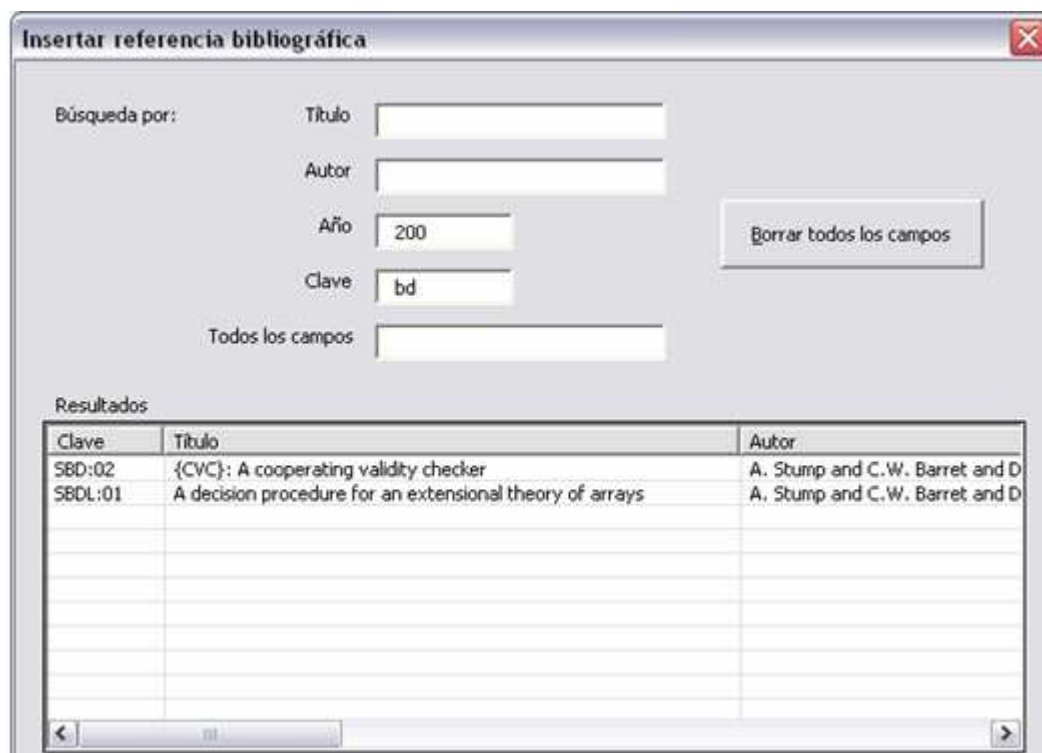 Insertar referencia bibliográfica
Búsqueda por: Título
Autor
Año 200
Borrar todos los campos
Clave bd
Todos los campos
Resultados
Clave Título Autor
SBD:02 {CVC}: A cooperating validity checker A. Stump and C.W. Barret and D
SBDL:01 A decision procedure for an extensional theory of arrays A. Stump and C.W. Barret and D